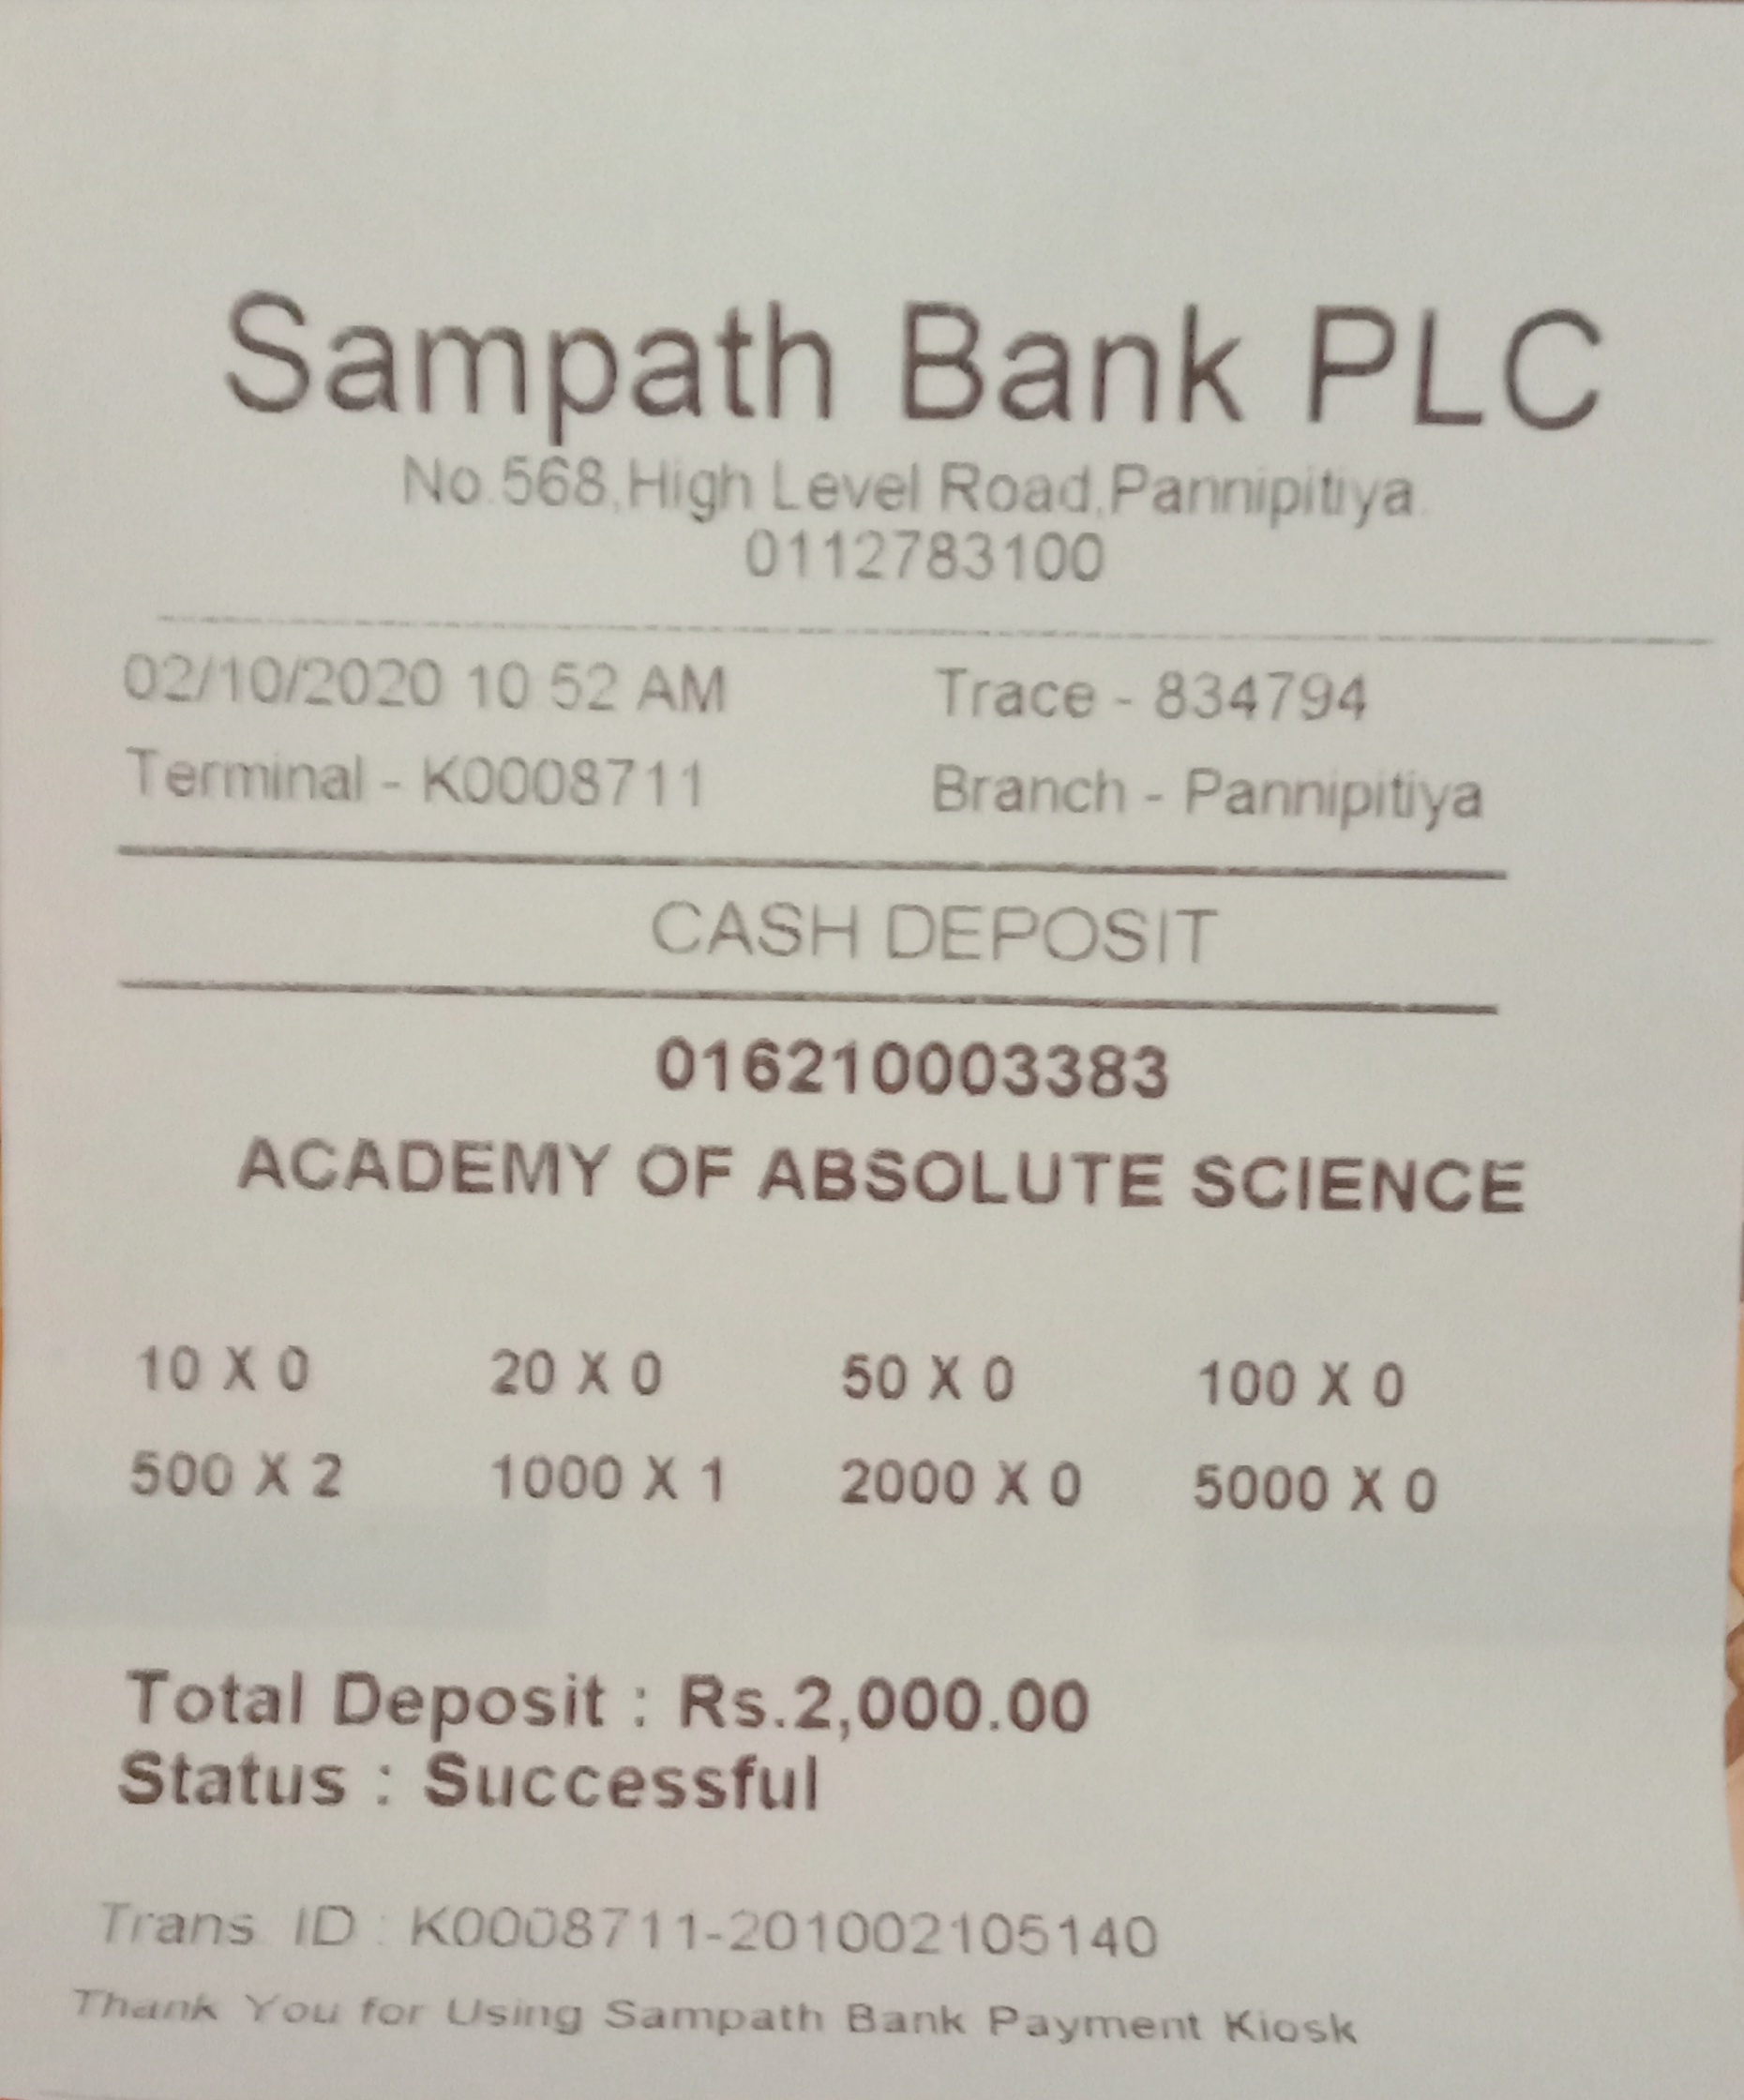 Sampath Bank PLC
No.568,High Level Road,Pannipitiya.
0112783100
02/10/2020 10:52 AM Trace - 834794
Terminal - K0008711 Branch - Pannipitiya
CASH DEPOSIT
016210003383
ACADEMY OF ABSOLUTE SCIENCE
10 X 0 20 X 0 50 X 0 100 X 0
500 X 2 1000 X 1 2000 X 0 5000 X 0
Total Deposit : Rs.2,000.00
Status : Successful
Trans ID : K0008711-201002105140
Thank You for Using Sampath Bank Payment Kiosk